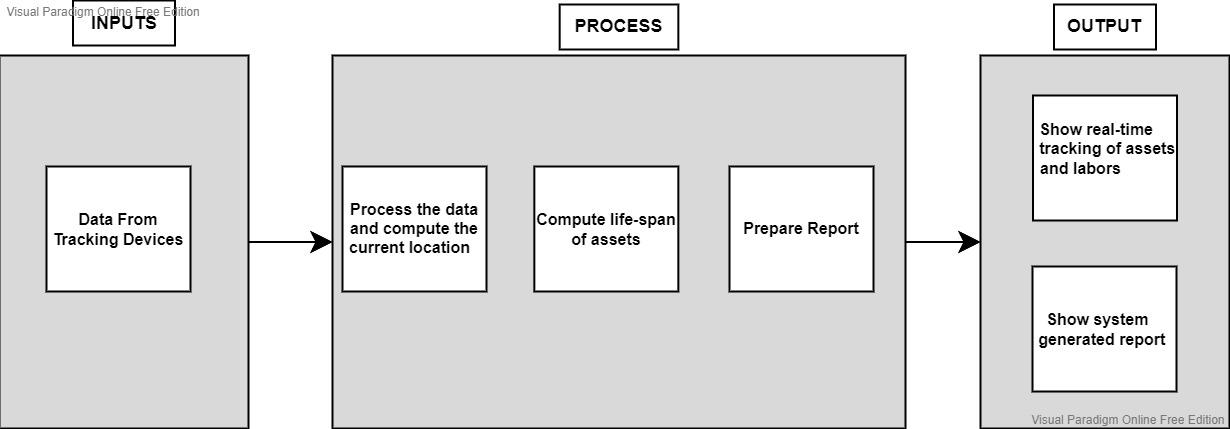 Visual Paradigm Online Free Edition
INPUTS
PROCESS
OUTPUT
Data From
Tracking Devices
Process the data
and compute the
current location
Compute life-span
of assets
Prepare Report
Show real-time
tracking of assets
and labors
Show system
generated report
Visual Paradigm Online Free Edition